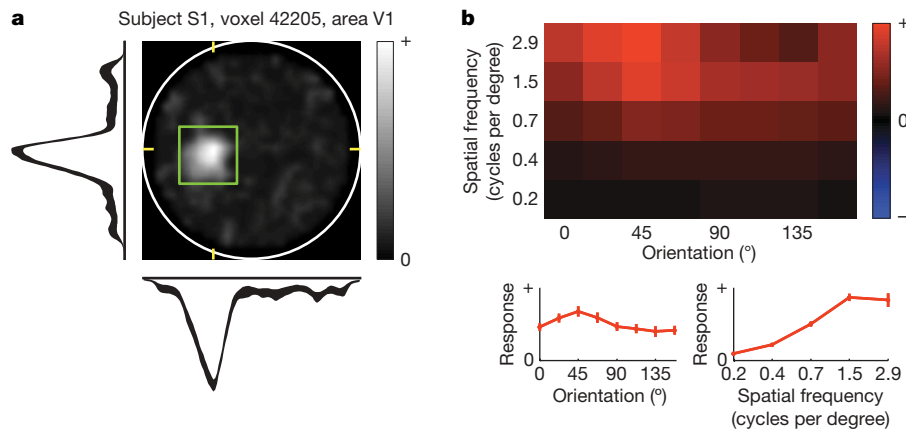 a
Subject S1, voxel 42205, area V1
+
0
b
Spatial frequency
(cycles per degree)
2.9
1.5
0.7
0.4
0.2
0 45 90 135
Orientation (°)
+
0
–
Response
+
0
0 45 90 135
Orientation (º)
Response
+
0
0.2 0.4 0.7 1.5 2.9
Spatial frequency
(cycles per degree)